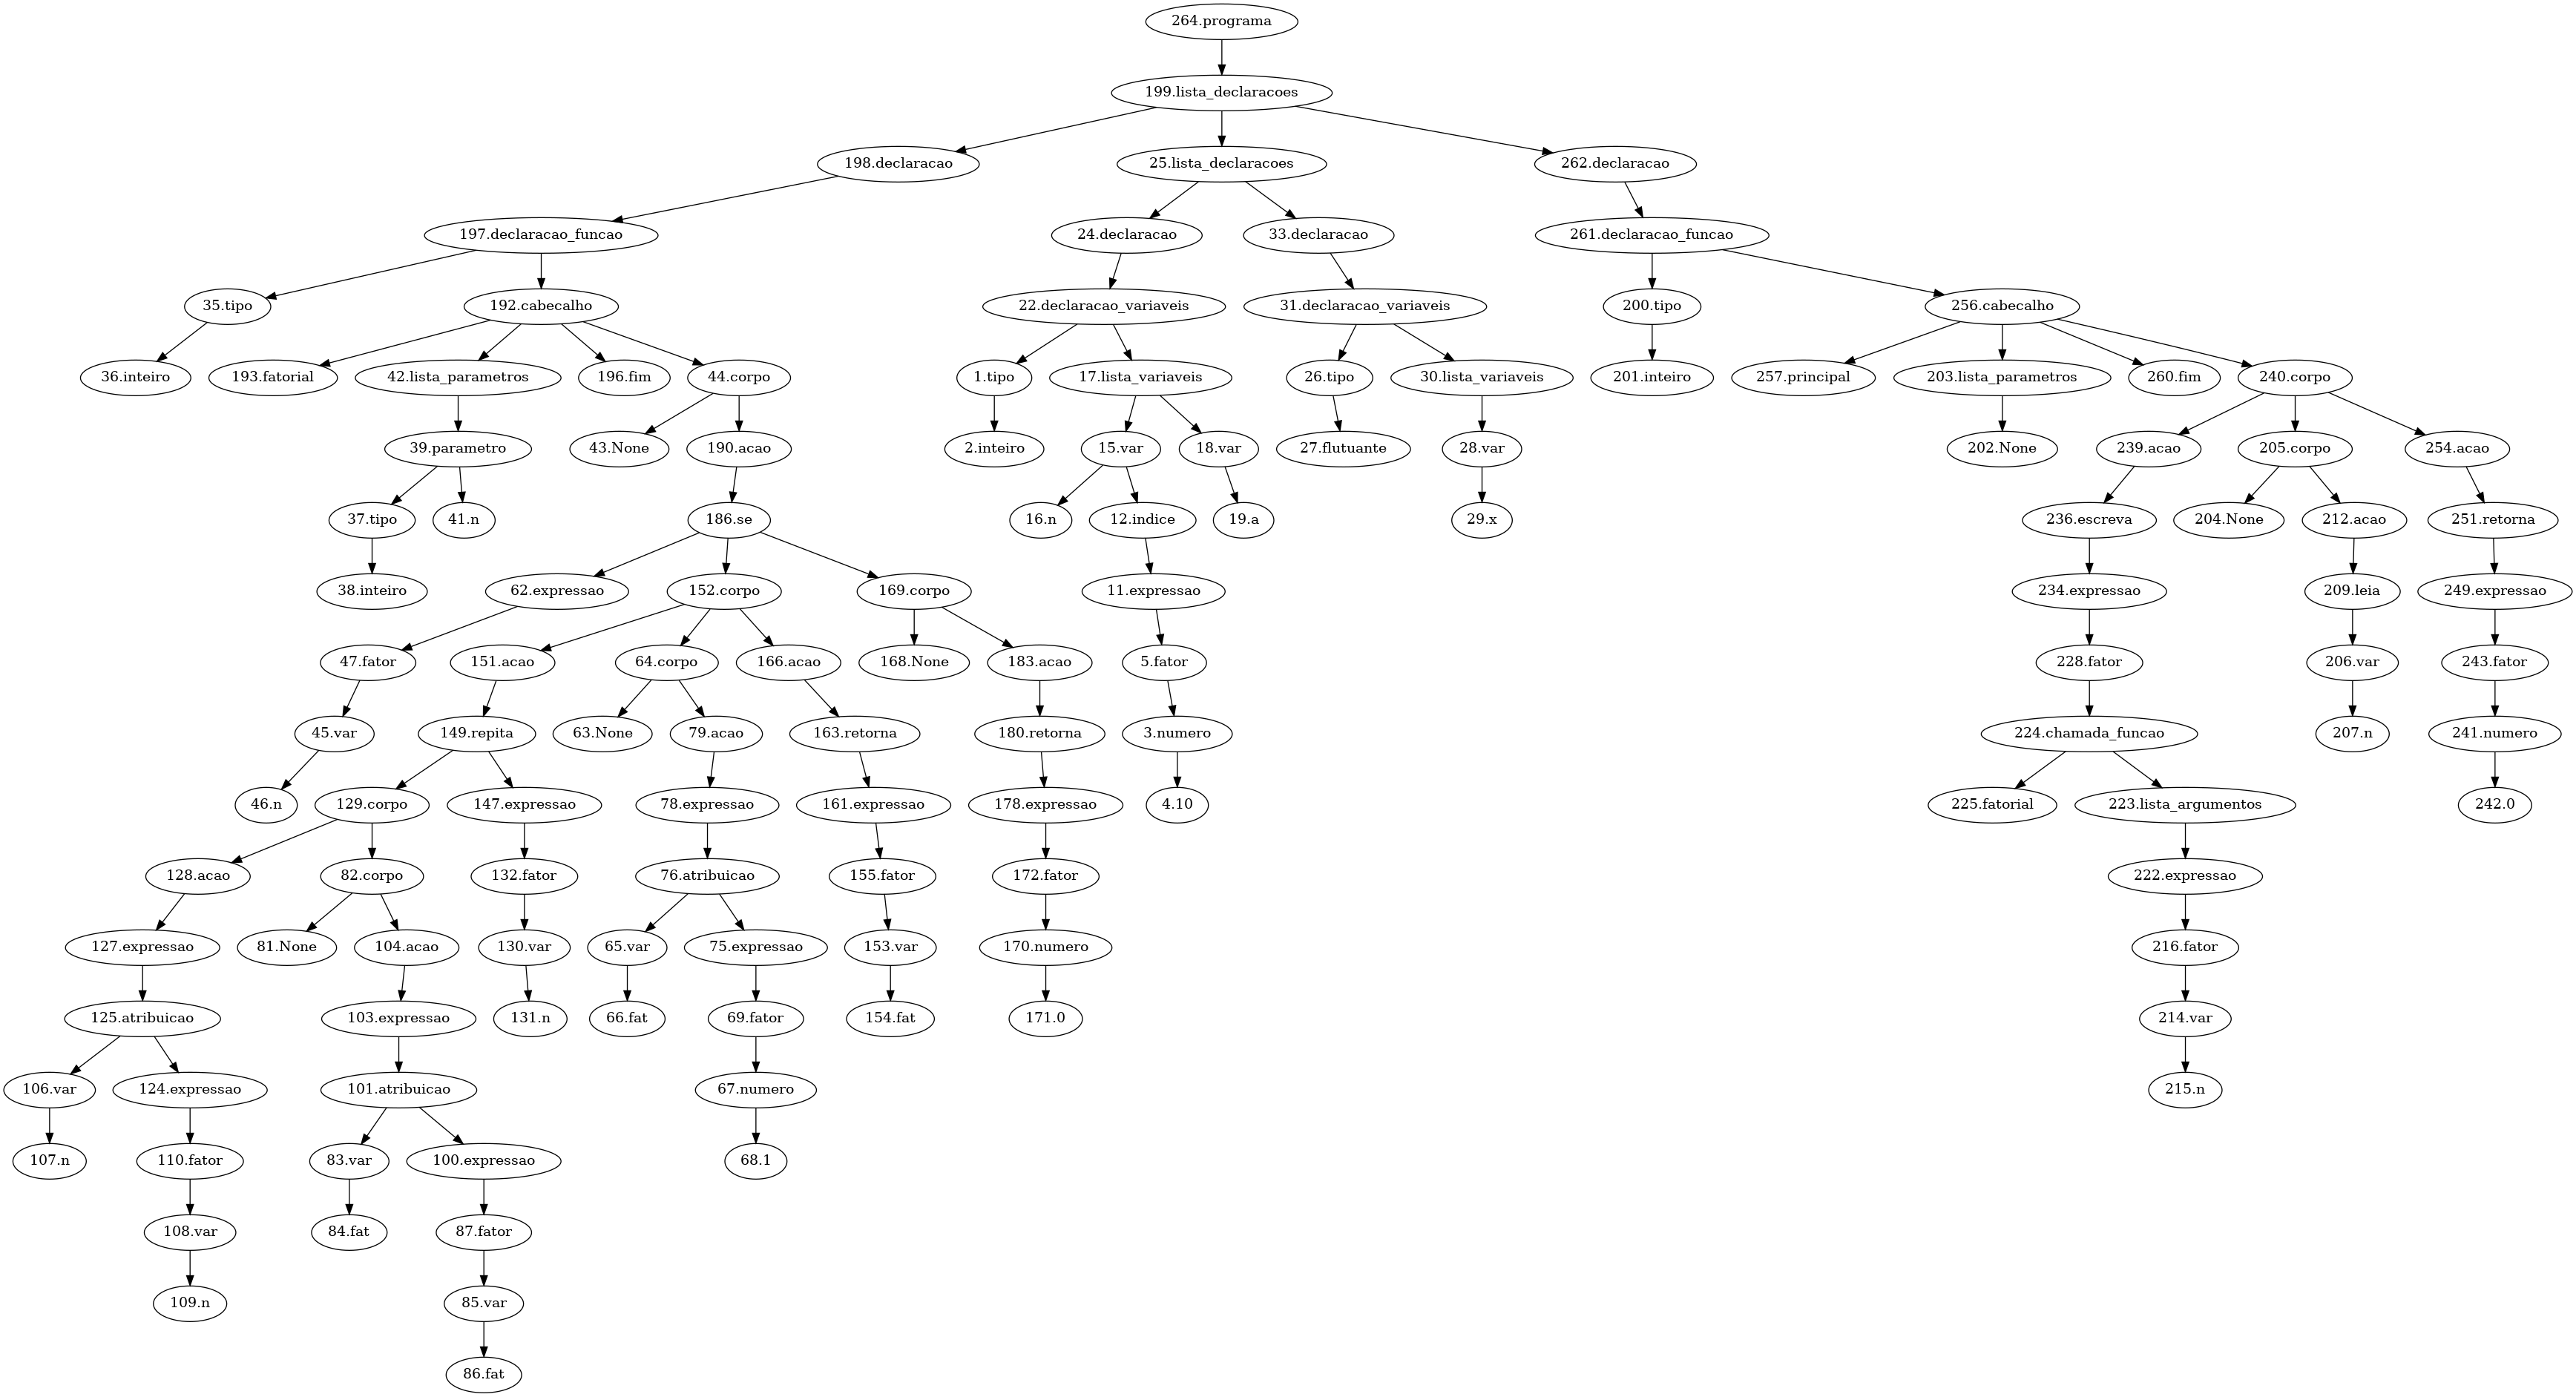 264.programa
199.lista_declaracoes
198.declaracao 25.lista_declaracoes 262.declaracao
197.declaracao_funcao 24.declaracao 33.declaracao 261.declaracao_funcao
35.tipo 192.cabecalho 22.declaracao_variaveis 31.declaracao_variaveis 200.tipo 256.cabecalho
36.inteiro 193.fatorial 42.lista_parametros 196.fim 44.corpo 1.tipo 17.lista_variaveis 26.tipo 30.lista_variaveis 201.inteiro 257.principal 203.lista_parametros 260.fim 240.corpo
39.parametro 43.None 190.acao 2.inteiro 15.var 18.var 27.flutuante 28.var 202.None 239.acao 205.corpo 254.acao
37.tipo 41.n 186.se 16.n 12.indice 19.a 29.x 236.escreva 204.None 212.acao 251.retorna
38.inteiro 62.expressao 152.corpo 169.corpo 11.expressao 234.expressao 209.leia 249.expressao
47.fator 151.acao 64.corpo 166.acao 168.None 183.acao 5.fator 228.fator 206.var 243.fator
45.var 149.repita 63.None 79.acao 163.retorna 180.retorna 3.numero 224.chamada_funcao 207.n 241.numero
46.n 129.corpo 147.expressao 78.expressao 161.expressao 178.expressao 4.10 225.fatorial 223.lista_argumentos 242.0
128.acao 82.corpo 132.fator 76.atribuicao 155.fator 172.fator 222.expressao
127.expressao 81.None 104.acao 130.var 65.var 75.expressao 153.var 170.numero 216.fator
125.atribuicao 103.expressao 131.n 66.fat 69.fator 154.fat 171.0 214.var
106.var 124.expressao 101.atribuicao 67.numero 215.n
107.n 110.fator 83.var 100.expressao 68.1
108.var 84.fat 87.fator
109.n 85.var
86.fat